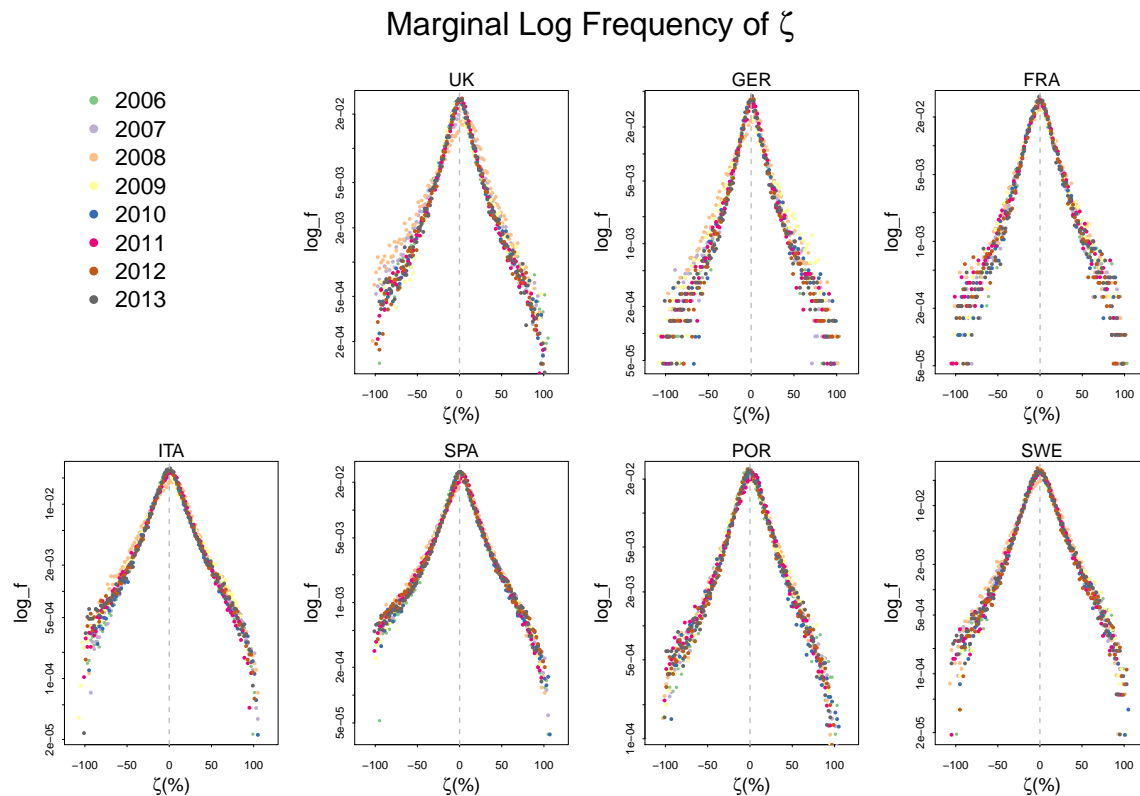 Marginal Log Frequency of ζ
2006
2007
2008
2009
2010
2011
2012
2013
UK
log_f
2e−02
5e−03
2e−03
5e−04
2e−04
−100 −50 0 50 100
ζ(%)
GER
log_f
2e−02
5e−03
1e−03
2e−04
5e−05
−100 −50 0 50 100
ζ(%)
FRA
log_f
2e−02
5e−03
1e−03
2e−04
5e−05
−100 −50 0 50 100
ζ(%)
ITA
log_f
1e−02
2e−03
5e−04
1e−04
2e−05
−100 −50 0 50 100
ζ(%)
SPA
log_f
2e−02
5e−03
1e−03
2e−04
5e−05
−100 −50 0 50 100
ζ(%)
POR
log_f
2e−02
5e−03
2e−03
5e−04
1e−04
−100 −50 0 50 100
ζ(%)
SWE
log_f
1e−02
2e−03
5e−04
1e−04
2e−05
−100 −50 0 50 100
ζ(%)